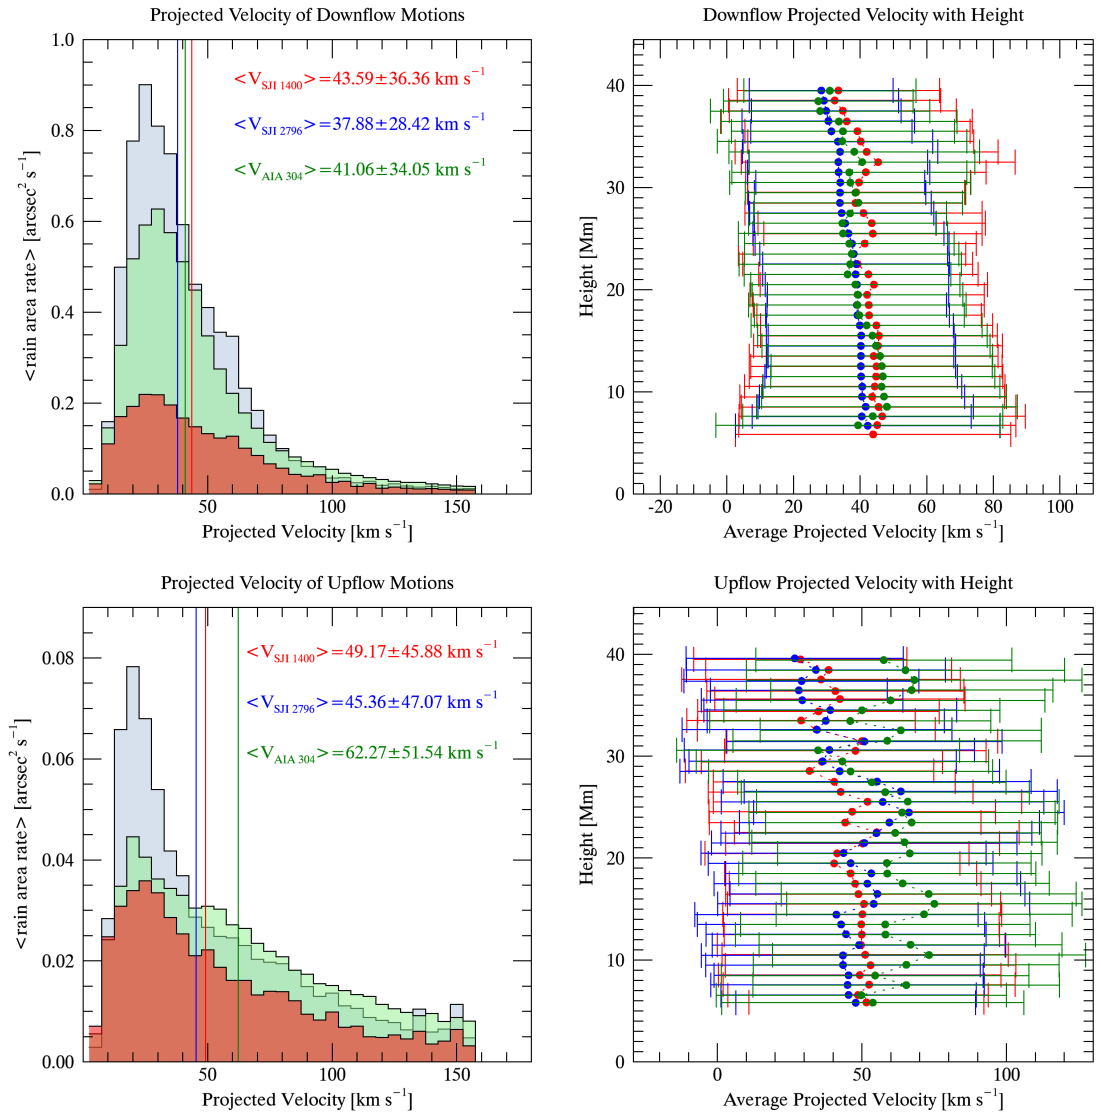 Projected Velocity of Downflow Motions
1.0
0.8
0.6
0.4
0.2
0.0
<rain area rate> [arcsec² s⁻¹]
<V_SJI 1400>=43.59±36.36 km s⁻¹
<V_SJI 2796>=37.88±28.42 km s⁻¹
<V_AIA 304>=41.06±34.05 km s⁻¹
50
100
150
Projected Velocity [km s⁻¹]
Downflow Projected Velocity with Height
40
30
20
10
0
Height [Mm]
-20
0
20
40
60
80
100
Average Projected Velocity [km s⁻¹]
Projected Velocity of Upflow Motions
0.08
0.06
0.04
0.02
0.00
<rain area rate> [arcsec² s⁻¹]
<V_SJI 1400>=49.17±45.88 km s⁻¹
<V_SJI 2796>=45.36±47.07 km s⁻¹
<V_AIA 304>=62.27±51.54 km s⁻¹
50
100
150
Projected Velocity [km s⁻¹]
Upflow Projected Velocity with Height
40
30
20
10
0
Height [Mm]
0
50
100
Average Projected Velocity [km s⁻¹]